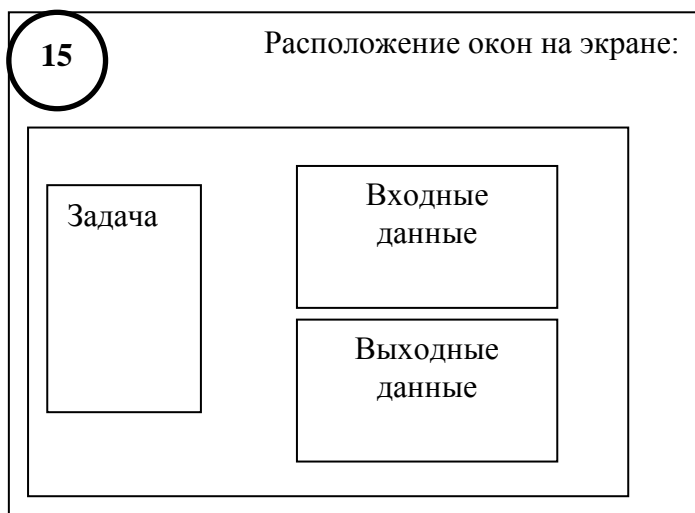 15
Расположение окон на экране:
Задача
Входные
данные
Выходные
данные